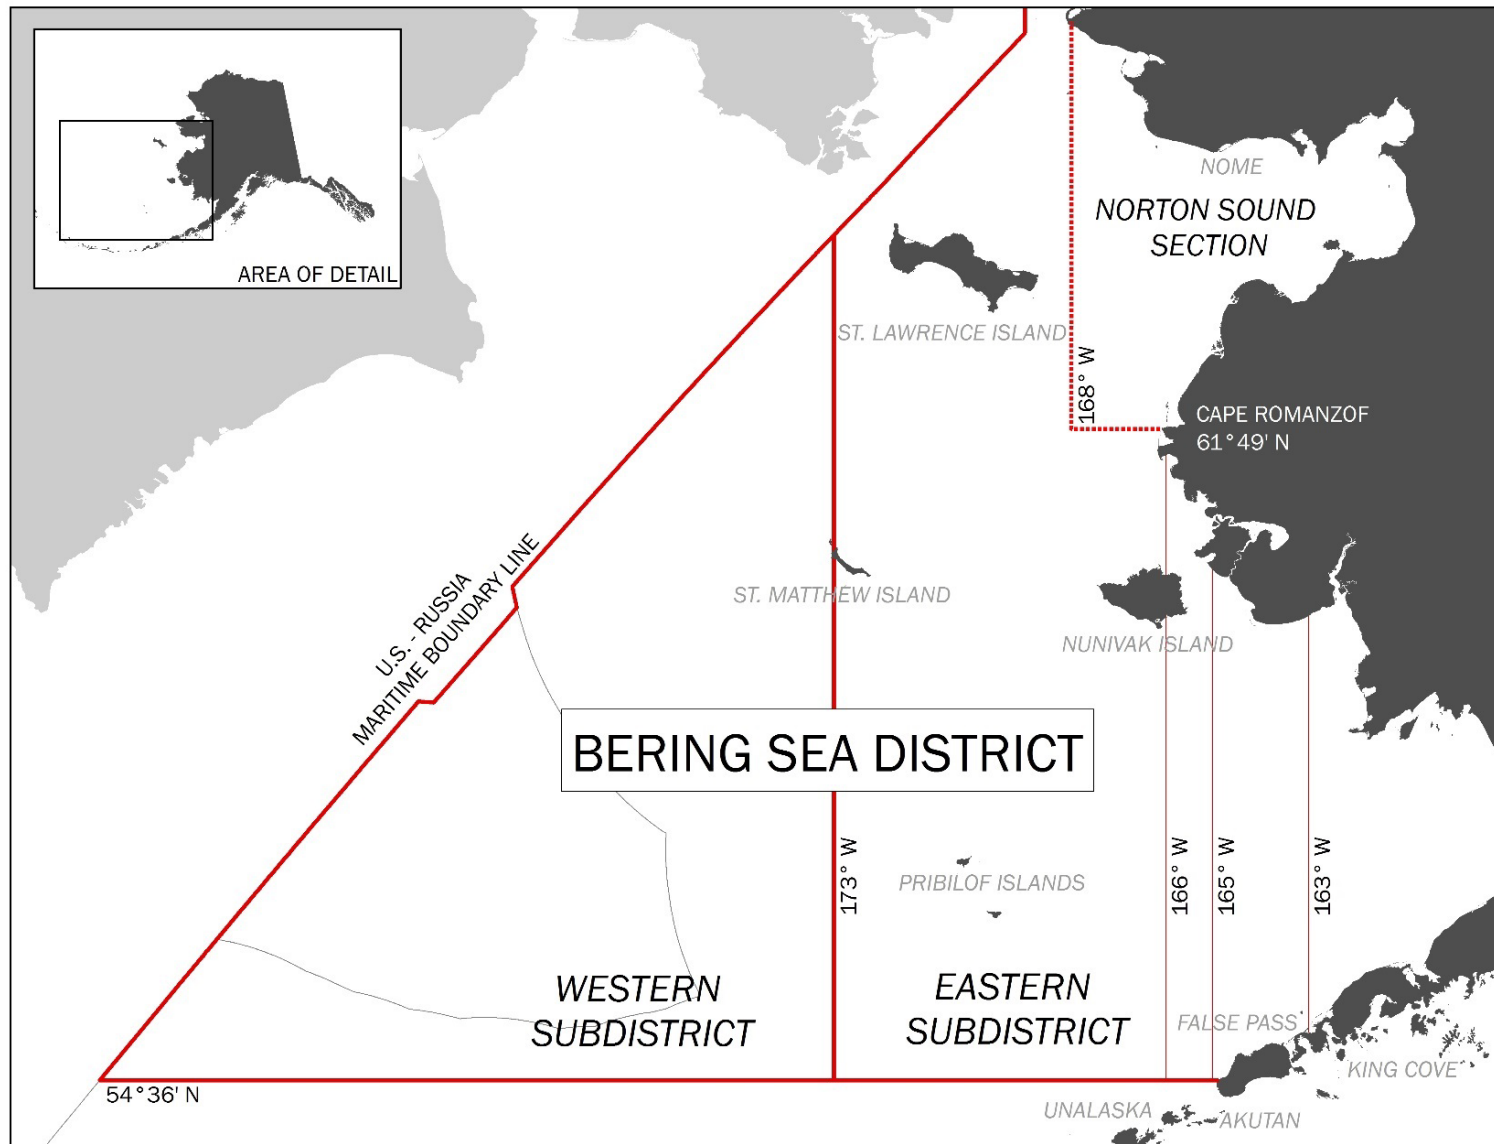 AREA OF DETAIL
NOME
NORTON SOUND
SECTION
ST. LAWRENCE ISLAND
168° W
CAPE ROMANZOF
61°49' N
U.S. - RUSSIA
MARITIME BOUNDARY LINE
ST. MATTHEW ISLAND
NUNIVAK ISLAND
BERING SEA DISTRICT
173° W
166° W
165° W
163° W
PRIBILOF ISLANDS
WESTERN
SUBDISTRICT
EASTERN
SUBDISTRICT
FALSE PASS
KING COVE
54°36' N
UNALASKA
AKUTAN